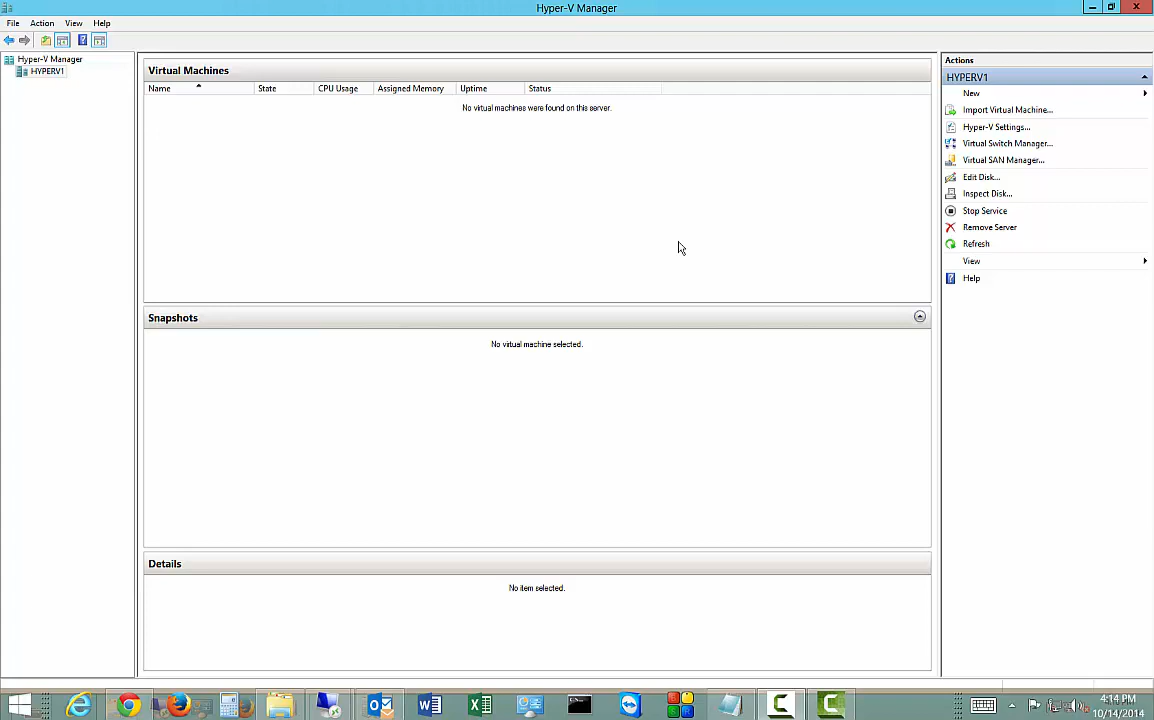 Hyper-V Manager
File Action View Help
Hyper-V Manager
HYPERV1
Virtual Machines
Name State CPU Usage Assigned Memory Uptime Status
No virtual machines were found on this server.
Snapshots
No virtual machine selected.
Details
No item selected.
Actions
HYPERV1
New
Import Virtual Machine...
Hyper-V Settings...
Virtual Switch Manager...
Virtual SAN Manager...
Edit Disk...
Inspect Disk...
Stop Service
Remove Server
Refresh
View
Help
4:14 PM
10/14/2014